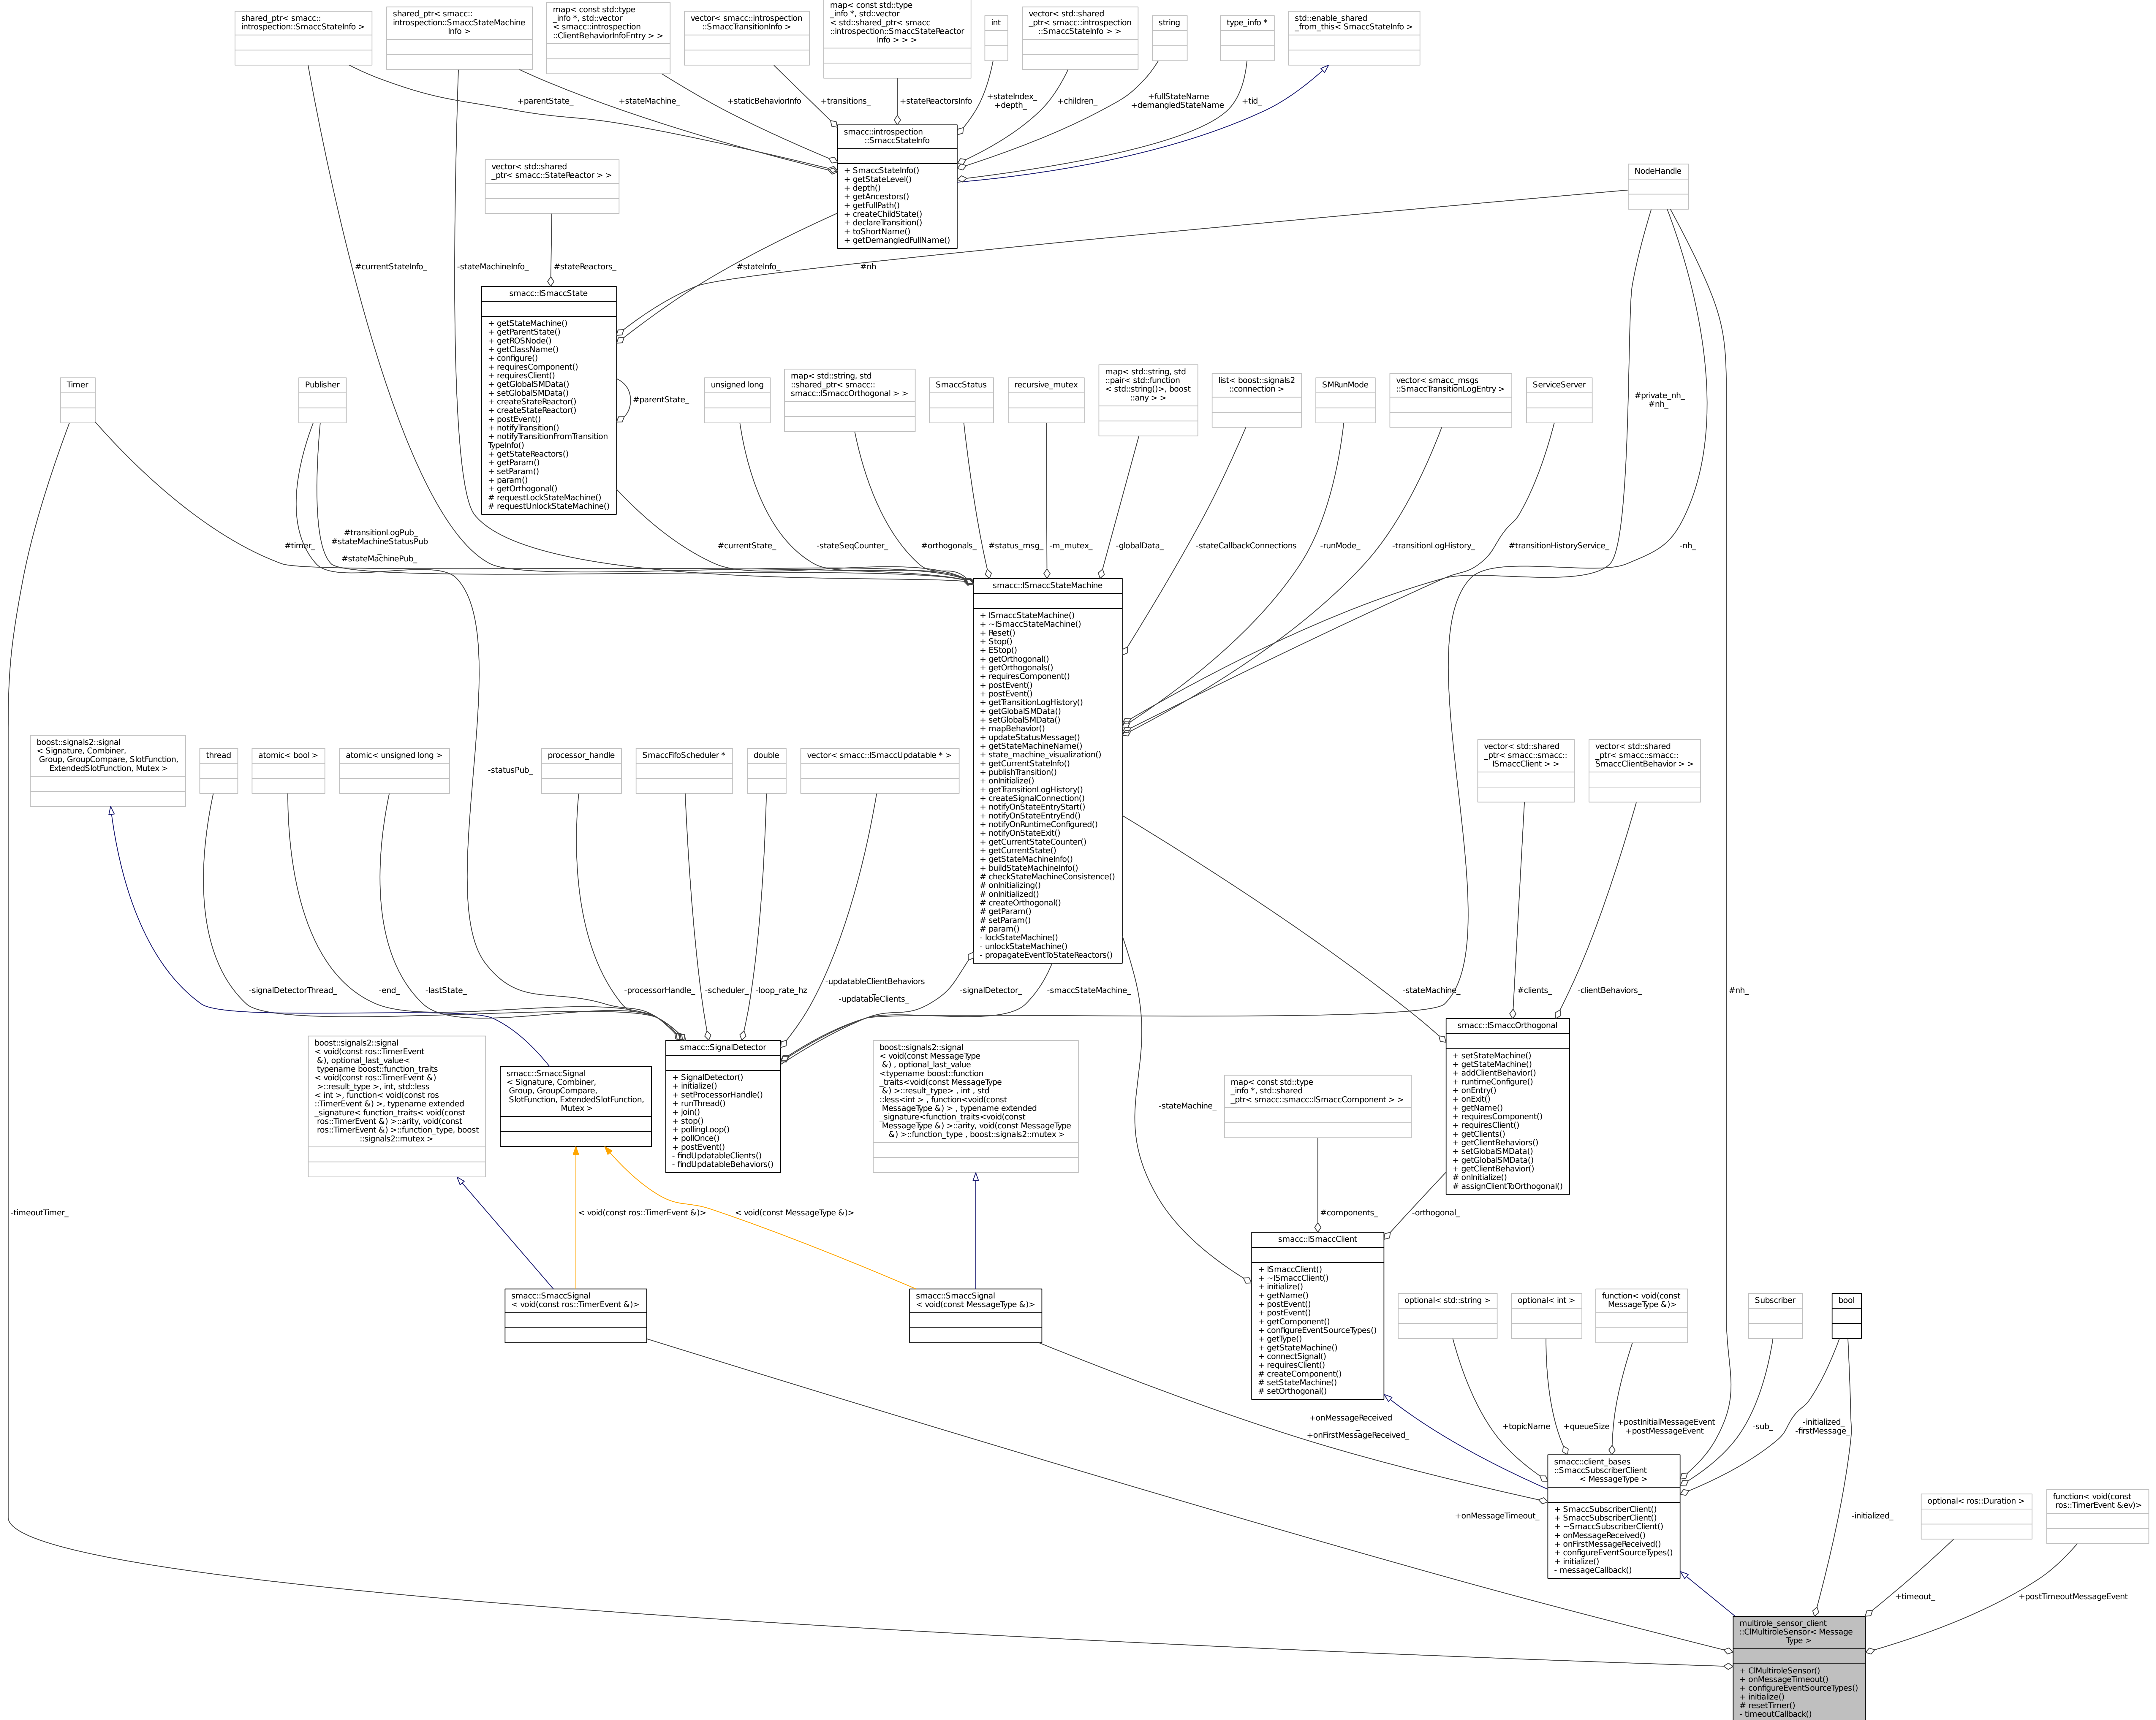 shared_ptr< smacc::
introspection::SmaccStateInfo >
shared_ptr< smacc::
introspection::SmaccStateMachine
Info >
map< const std::type
_info *, std::vector
< smacc::introspection
::ClientBehaviorInfoEntry > >
vector< smacc::introspection
::SmaccTransitionInfo >
map< const std::type
_info *, std::vector
< std::shared_ptr< smacc
::introspection::SmaccStateReactor
Info > > >
int
vector< std::shared
_ptr< smacc::introspection
::SmaccStateInfo > >
string
type_info *
std::enable_shared
_from_this< SmaccStateInfo >
+parentState_
+stateMachine_
+staticBehaviorInfo
+transitions_
+stateReactorsInfo
+stateIndex_
+depth_
+children_
+fullStateName
+demangledStateName
+tid_
smacc::introspection
::SmaccStateInfo
+ SmaccStateInfo()
+ getStateLevel()
+ depth()
+ getAncestors()
+ getFullPath()
+ createChildState()
+ declareTransition()
+ toShortName()
+ getDemangledFullName()
vector< std::shared
_ptr< smacc::StateReactor > >
NodeHandle
#currentStateInfo_
-stateMachineInfo_
#stateReactors_
#stateInfo_
#nh
smacc::ISmaccState
+ getStateMachine()
+ getParentState()
+ getROSNode()
+ getClassName()
+ configure()
+ requiresComponent()
+ requiresClient()
+ getGlobalSMData()
+ setGlobalSMData()
+ createStateReactor()
+ createStateReactor()
+ postEvent()
+ notifyTransition()
+ notifyTransitionFromTransition
TypeInfo()
+ getStateReactors()
+ getParam()
+ setParam()
+ param()
+ getOrthogonal()
# requestLockStateMachine()
# requestUnlockStateMachine()
#parentState_
Timer
Publisher
unsigned long
map< std::string, std
::shared_ptr< smacc::
smacc::ISmaccOrthogonal > >
SmaccStatus
recursive_mutex
map< std::string, std
::pair< std::function
< std::string()>, boost
::any > >
list< boost::signals2
::connection >
SMRunMode
vector< smacc_msgs
::SmaccTransitionLogEntry >
ServiceServer
#private_nh_
#nh_
#timer_
#transitionLogPub_
#stateMachineStatusPub
_
#stateMachinePub_
#currentState_
-stateSeqCounter_
#orthogonals_
#status_msg_
-m_mutex_
-globalData_
-stateCallbackConnections
-runMode_
-transitionLogHistory_
#transitionHistoryService_
-nh_
smacc::ISmaccStateMachine
+ ISmaccStateMachine()
+ ~ISmaccStateMachine()
+ Reset()
+ Stop()
+ EStop()
+ getOrthogonal()
+ getOrthogonals()
+ requiresComponent()
+ postEvent()
+ postEvent()
+ getTransitionLogHistory()
+ getGlobalSMData()
+ setGlobalSMData()
+ mapBehavior()
+ updateStatusMessage()
+ getStateMachineName()
+ state_machine_visualization()
+ getCurrentStateInfo()
+ publishTransition()
+ onInitialize()
+ getTransitionLogHistory()
+ createSignalConnection()
+ notifyOnStateEntryStart()
+ notifyOnStateEntryEnd()
+ notifyOnRuntimeConfigured()
+ notifyOnStateExit()
+ getCurrentStateCounter()
+ getCurrentState()
+ getStateMachineInfo()
+ buildStateMachineInfo()
# checkStateMachineConsistence()
# onInitializing()
# onInitialized()
# createOrthogonal()
# getParam()
# setParam()
# param()
- lockStateMachine()
- unlockStateMachine()
- propagateEventToStateReactors()
boost::signals2::signal
< Signature, Combiner,
Group, GroupCompare, SlotFunction,
ExtendedSlotFunction, Mutex >
thread
atomic< bool >
atomic< unsigned long >
-statusPub_
processor_handle
SmaccFifoScheduler *
double
vector< smacc::ISmaccUpdatable * >
vector< std::shared
_ptr< smacc::smacc::
ISmaccClient > >
vector< std::shared
_ptr< smacc::smacc::
SmaccClientBehavior > >
-signalDetectorThread_
-end_
-lastState_
-processorHandle_
-scheduler_
-loop_rate_hz
-updatableClientBehaviors
_
-updatableClients_
-signalDetector_
-smaccStateMachine_
-stateMachine_
#clients_
-clientBehaviors_
#nh_
boost::signals2::signal
< void(const ros::TimerEvent
&), optional_last_value<
typename boost::function_traits
< void(const ros::TimerEvent &)
>::result_type >, int, std::less
< int >, function< void(const ros
::TimerEvent &) >, typename extended
_signature< function_traits< void(const
ros::TimerEvent &) >::arity, void(const
ros::TimerEvent &) >::function_type, boost
::signals2::mutex >
smacc::SmaccSignal
< Signature, Combiner,
Group, GroupCompare,
SlotFunction, ExtendedSlotFunction,
Mutex >
smacc::SignalDetector
+ SignalDetector()
+ initialize()
+ setProcessorHandle()
+ runThread()
+ join()
+ stop()
+ pollingLoop()
+ pollOnce()
+ postEvent()
- findUpdatableClients()
- findUpdatableBehaviors()
boost::signals2::signal
< void(const MessageType
&) , optional_last_value
<typename boost::function
_traits<void(const MessageType
&) >::result_type> , int , std
::less<int> , function<void(const
MessageType &) > , typename extended
_signature<function_traits<void(const
MessageType &) >::arity, void(const MessageType
&) >::function_type , boost::signals2::mutex >
smacc::ISmaccOrthogonal
+ setStateMachine()
+ getStateMachine()
+ addClientBehavior()
+ runtimeConfigure()
+ onEntry()
+ onExit()
+ getName()
+ requiresComponent()
+ requiresClient()
+ getClients()
+ getClientBehaviors()
+ setGlobalSMData()
+ getGlobalSMData()
+ getClientBehavior()
# onInitialize()
# assignClientToOrthogonal()
map< const std::type
_info *, std::shared
_ptr< smacc::smacc::ISmaccComponent > >
-stateMachine_
-timeoutTimer_
< void(const ros::TimerEvent &)>
< void(const MessageType &)>
#components_
-orthogonal_
smacc::ISmaccClient
+ ISmaccClient()
+ ~ISmaccClient()
+ initialize()
+ getName()
+ postEvent()
+ postEvent()
+ getComponent()
+ configureEventSourceTypes()
+ getType()
+ getStateMachine()
+ connectSignal()
+ requiresClient()
# createComponent()
# setStateMachine()
# setOrthogonal()
smacc::SmaccSignal
< void(const ros::TimerEvent &)>
smacc::SmaccSignal
< void(const MessageType &)>
optional< std::string >
optional< int >
function< void(const
MessageType &)>
Subscriber
bool
+onMessageReceived
_
+onFirstMessageReceived_
+topicName
+queueSize
+postInitialMessageEvent
+postMessageEvent
-sub_
-initialized_
-firstMessage_
smacc::client_bases
::SmaccSubscriberClient
< MessageType >
+ SmaccSubscriberClient()
+ SmaccSubscriberClient()
+ ~SmaccSubscriberClient()
+ onMessageReceived()
+ onFirstMessageReceived()
+ configureEventSourceTypes()
+ initialize()
- messageCallback()
+onMessageTimeout_
-initialized_
optional< ros::Duration >
function< void(const
ros::TimerEvent &ev)>
+timeout_
+postTimeoutMessageEvent
multirole_sensor_client
::ClMultiroleSensor< Message
Type >
+ ClMultiroleSensor()
+ onMessageTimeout()
+ configureEventSourceTypes()
+ initialize()
# resetTimer()
- timeoutCallback()